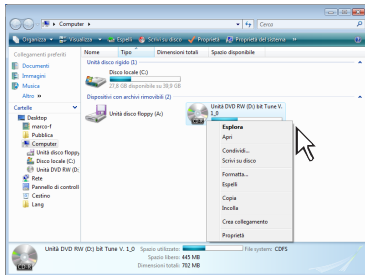 Computer
Cerca
Organizza
Visualizza
Espelli
Scrivi su disco
Proprietà
Proprietà del sistema
Collegamenti preferiti
Documenti
Immagini
Musica
Altro
Nome Tipo Dimensioni totali Spazio disponibile
Unità disco rigido (1)
Disco locale (C:)
27,6 GB disponibili su 39,9 GB
Dispositivi con archivi rimovibili (2)
Unità disco floppy (A:)
Unità DVD RW (D:) bit Tune V.
1_0
Cartelle
Desktop
marco-f
Pubblica
Computer
Unità disco floppy
Disco locale (C:)
Unità DVD RW (D:
Rete
Pannello di controll
Cestino
Lang
Esplora
Apri
Condividi...
Scrivi su disco
Formatta...
Espelli
Copia
Incolla
Crea collegamento
Proprietà
CD-R
Unità DVD RW (D:) bit Tune V. 1_0 Spazio utilizzato: File system: CDFS
Spazio libero: 445 MB
Dimensioni totali: 702 MB